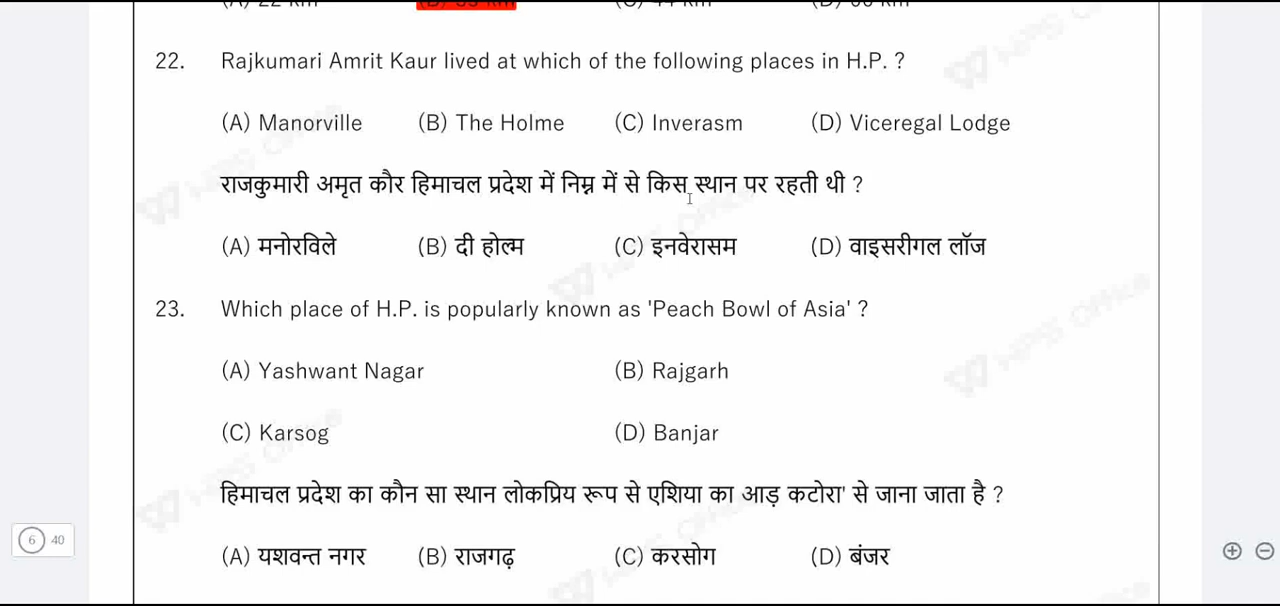 22. Rajkumari Amrit Kaur lived at which of the following places in H.P. ?
(A) Manorville (B) The Holme (C) Inverasm (D) Viceregal Lodge
राजकुमारी अमृत कौर हिमाचल प्रदेश में निम्न में से किस स्थान पर रहती थी ?
(A) मनोरविले (B) दी होल्म (C) इनवेरासम (D) वाइसरीगल लॉज
23. Which place of H.P. is popularly known as 'Peach Bowl of Asia' ?
(A) Yashwant Nagar (B) Rajgarh
(C) Karsog (D) Banjar
हिमाचल प्रदेश का कौन सा स्थान लोकप्रिय रूप से एशिया का आड़ कटोरा' से जाना जाता है ?
6 40
(A) यशवन्त नगर (B) राजगढ़ (C) करसोग (D) बंजर